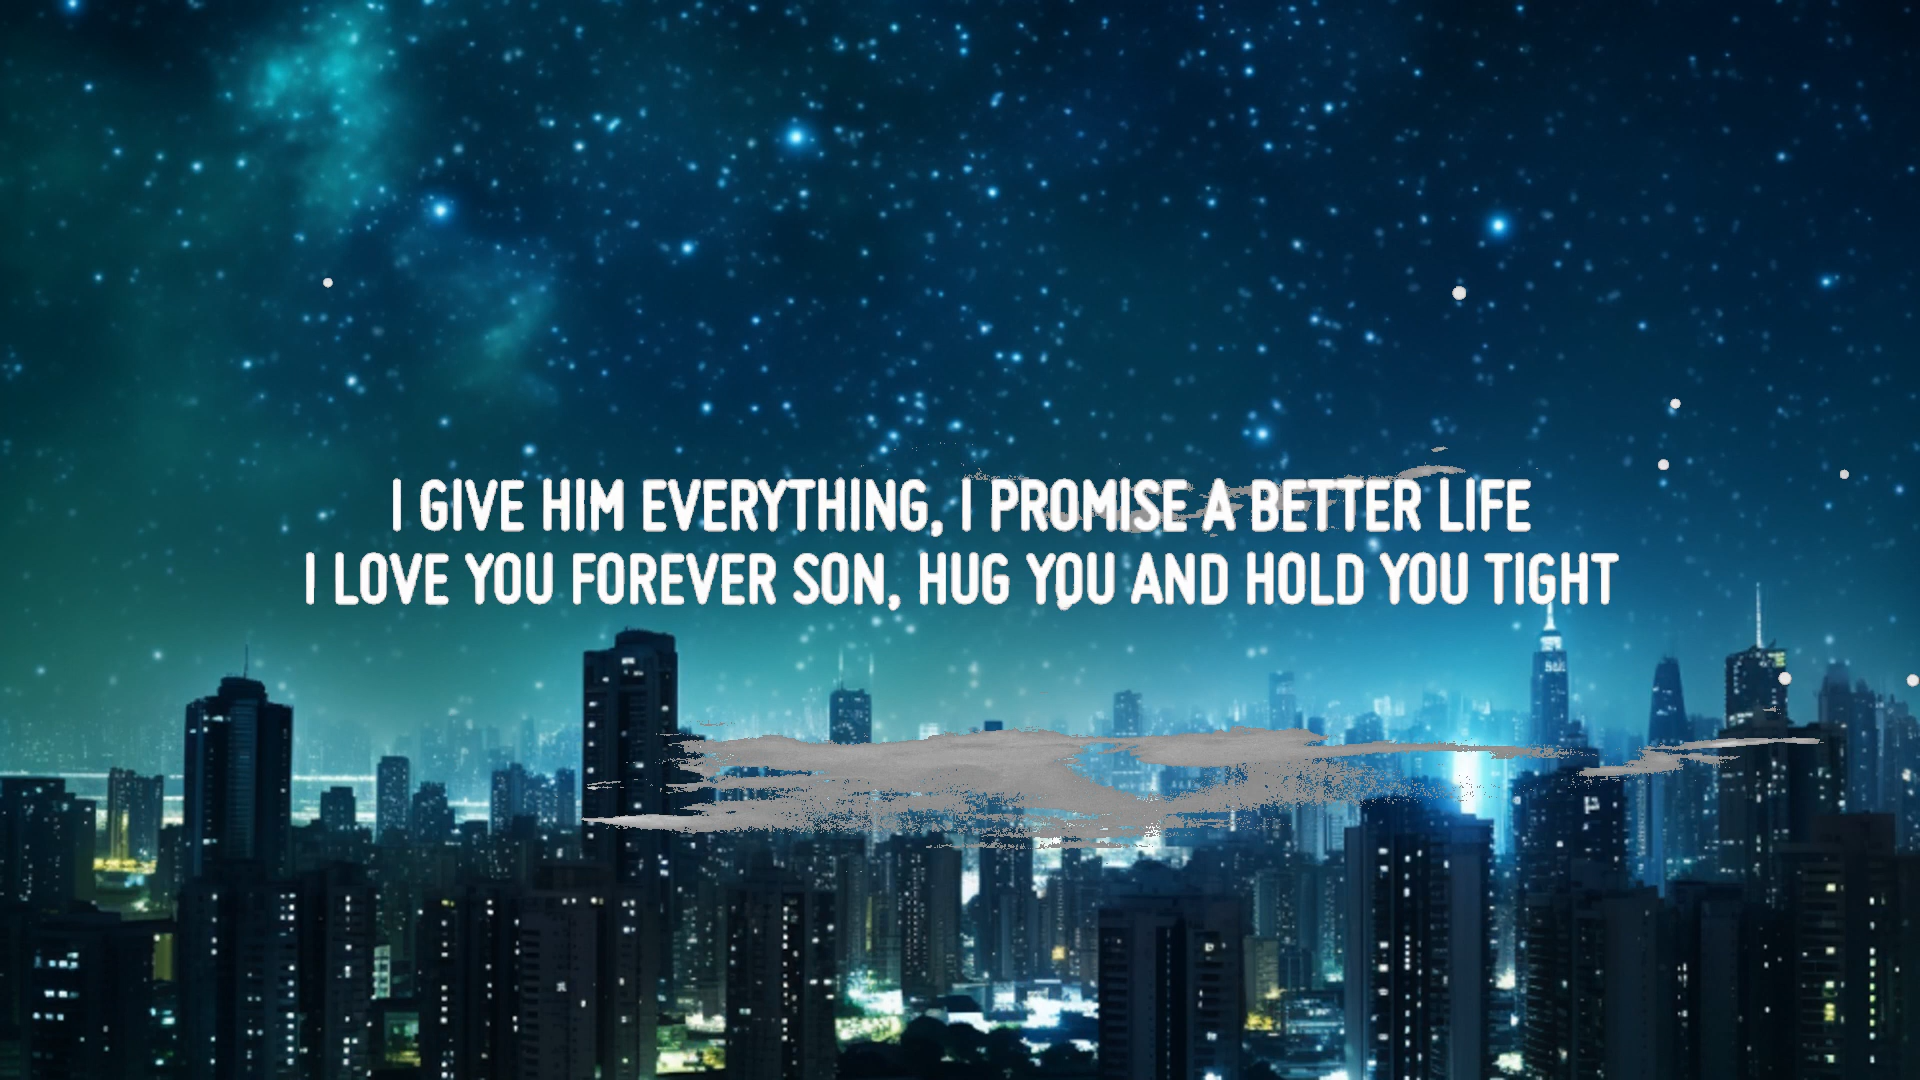 I GIVE HIM EVERYTHING, I PROMISE A BETTER LIFE
I LOVE YOU FOREVER SON, HUG YOU AND HOLD YOU TIGHT